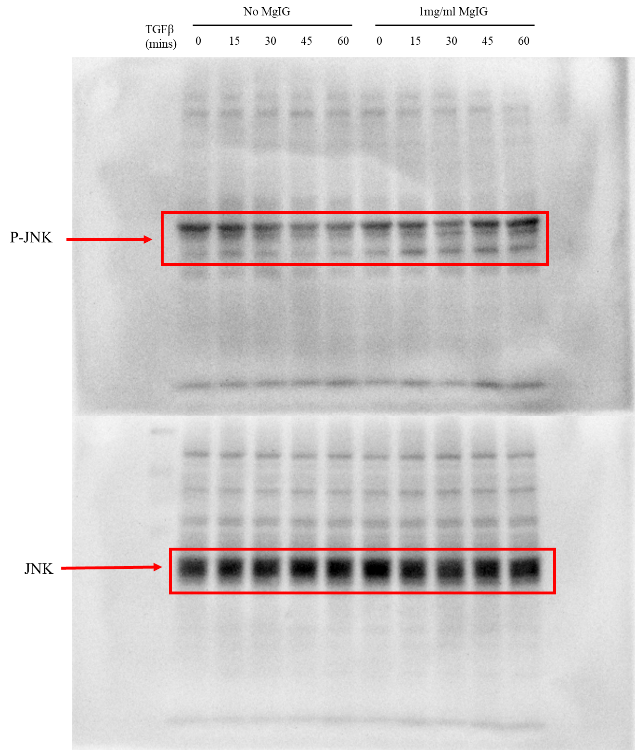 No MgIG 1mg/ml MgIG
TGFβ
(mins) 0 15 30 45 60 0 15 30 45 60
P-JNK
JNK